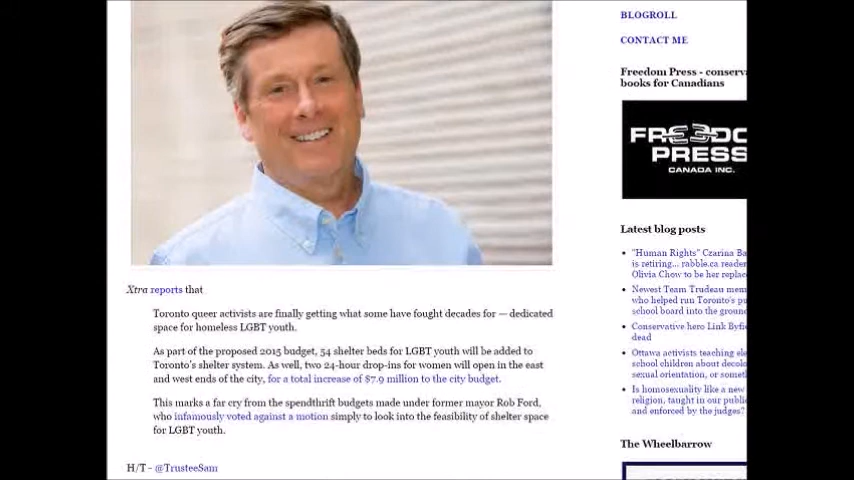 BLOGROLL
CONTACT ME
Freedom Press - conserv
books for Canadians
PRESS
CANADA INC.
Latest blog posts
"Human Rights" Czarina Ba
is retiring... rabble.ca reader
Olivia Chow to be her replac
Newest Team Trudeau mem
who helped run Toronto's pu
school board into the ground
Conservative hero Link Byfie
dead
Ottawa activists teaching ele
school children about decolo
sexual orientation, or somet
Is homosexuality like a new
religion, taught in our publi
and enforced by the judges?
The Wheelbarrow
Xtra reports that
Toronto queer activists are finally getting what some have fought decades for — dedicated
space for homeless LGBT youth.
As part of the proposed 2015 budget, 54 shelter beds for LGBT youth will be added to
Toronto's shelter system. As well, two 24-hour drop-ins for women will open in the east
and west ends of the city, for a total increase of $7.9 million to the city budget.
This marks a far cry from the spendthrift budgets made under former mayor Rob Ford,
who infamously voted against a motion simply to look into the feasibility of shelter space
for LGBT youth.
H/T - @TrusteeSam